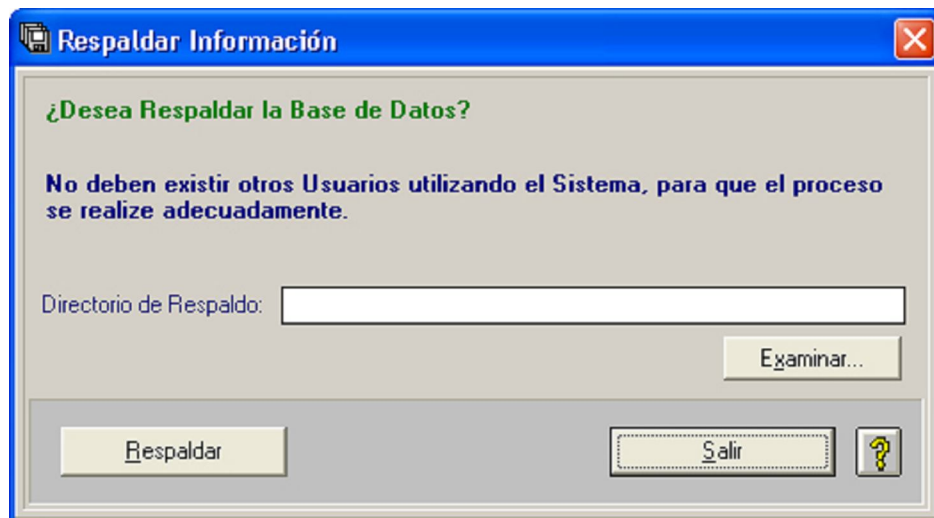 Respaldar Información
¿Desea Respaldar la Base de Datos?
No deben existir otros Usuarios utilizando el Sistema, para que el proceso
se realize adecuadamente.
Directorio de Respaldo:
Examinar...
Respaldar
Salir
?